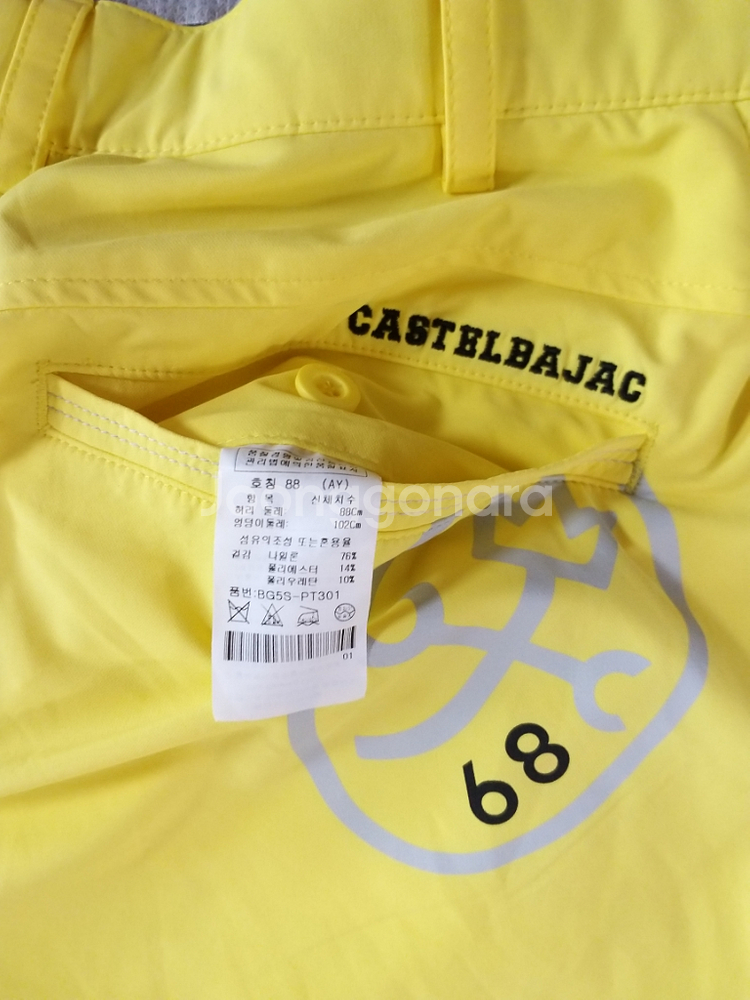 CASTELBAJAC
호칭 88 (AY)
항 목 신체치수
허리 둘레: 88Cm
엉덩이둘레: 102Cm
섬유의조성 또는혼용율
겉감 나일론 76%
폴리에스터 14%
폴리우레탄 10%
품번:BG5S-PT301
01
68